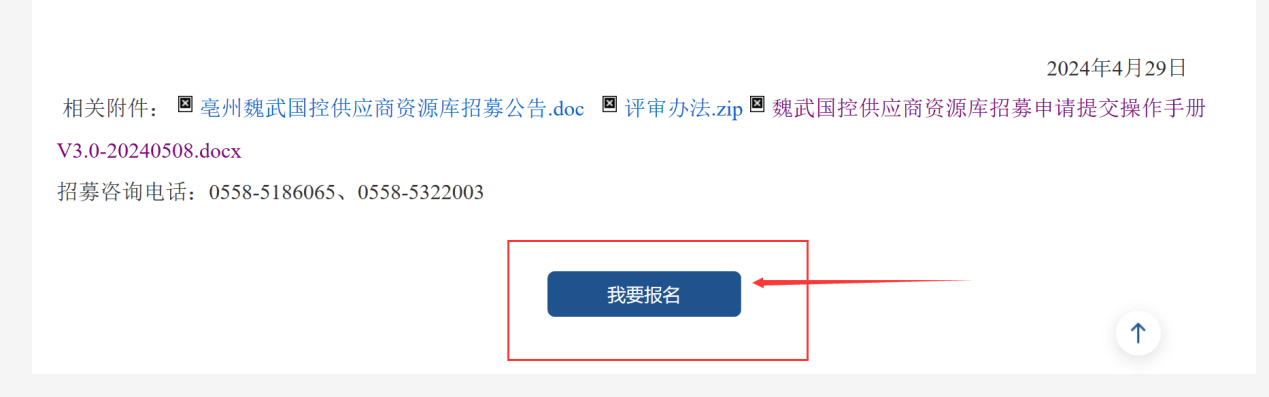 2024年4月29日
相关附件： 亳州魏武国控供应商资源库招募公告.doc 评审办法.zip 魏武国控供应商资源库招募申请提交操作手册
V3.0-20240508.docx
招募咨询电话：0558-5186065、0558-5322003
我要报名